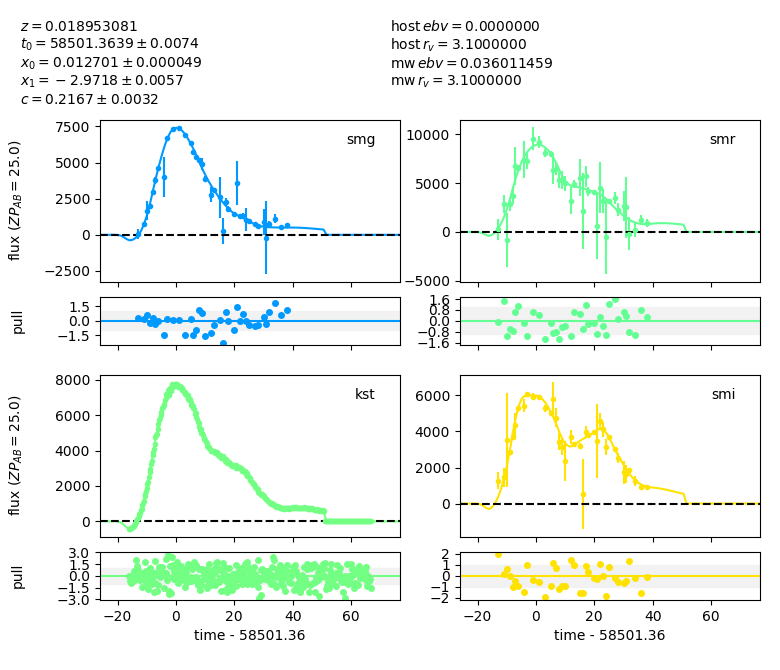 z = 0.018953081
t₀ = 58501.3639 ± 0.0074
x₀ = 0.012701 ± 0.000049
x₁ = −2.9718 ± 0.0057
c = 0.2167 ± 0.0032
host ebv = 0.0000000
host r_v = 3.1000000
mw ebv = 0.036011459
mw r_v = 3.1000000
flux (ZP_AB = 25.0)
7500
5000
2500
0
−2500
smg
10000
5000
0
−5000
smr
pull
1.5
0.0
−1.5
1.6
0.8
0.0
−0.8
−1.6
flux (ZP_AB = 25.0)
8000
6000
4000
2000
0
kst
6000
4000
2000
0
smi
pull
3.0
1.5
0.0
−1.5
−3.0
−20 0 20 40 60
time - 58501.36
2
1
0
−1
−2
−20 0 20 40 60
time - 58501.36